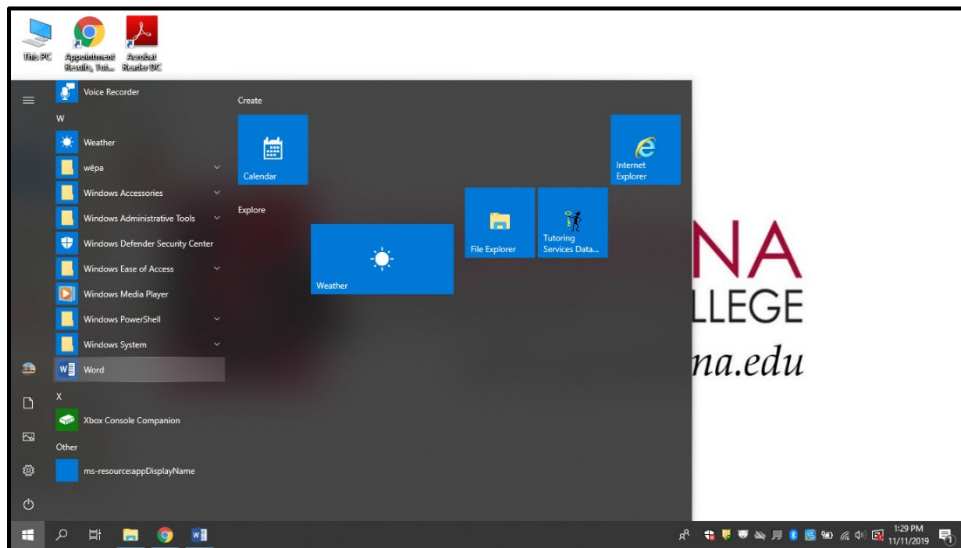 This PC
Appointment Results, Tui...
Acrobat Reader DC
Voice Recorder
W
Weather
wēpa
Windows Accessories
Windows Administrative Tools
Windows Defender Security Center
Windows Ease of Access
Windows Media Player
Windows PowerShell
Windows System
Word
X
Xbox Console Companion
Other
ms-resource:appDisplayName
Create
Calendar
Internet
Explorer
Explore
Weather
File Explorer
Tutoring
Services Data...
NA
LLEGE
na.edu
1:29 PM
11/11/2019